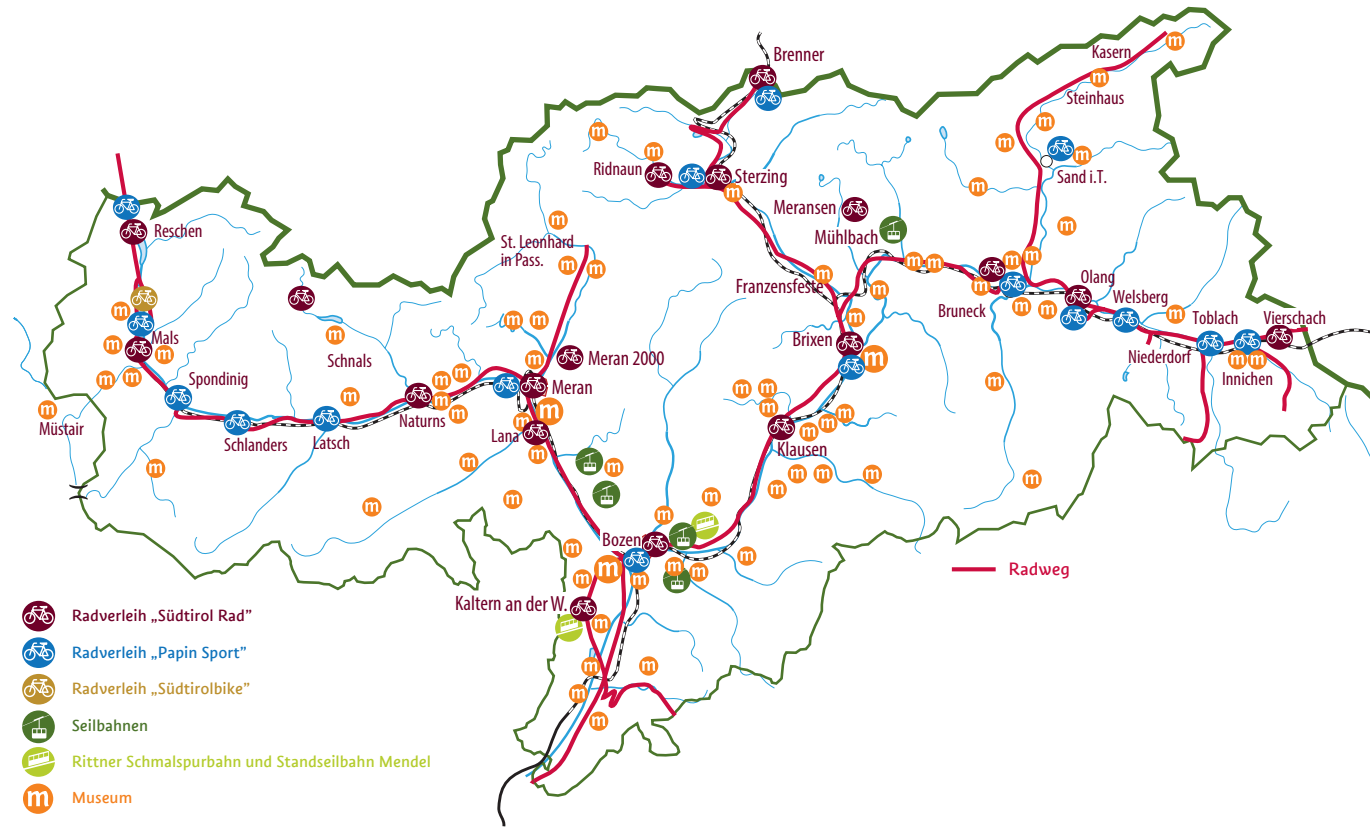 Brenner
Kasern
Steinhaus
Ridnaun
Sterzing
Sand i.T.
Meransen
Mühlbach
Reschen
St. Leonhard
in Pass.
Franzensfeste
Olang
Bruneck
Welsberg
Toblach
Vierschach
Mals
Schnals
Meran 2000
Brixen
Niederdorf
Innichen
Spondinig
Meran
Müstair
Schlanders
Latsch
Naturns
Lana
Klausen
Bozen
Radweg
Kaltern an der W.
Radverleih „Südtirol Rad”
Radverleih „Papin Sport”
Radverleih „Südtirolbike”
Seilbahnen
Rittner Schmalspurbahn und Standseilbahn Mendel
m Museum